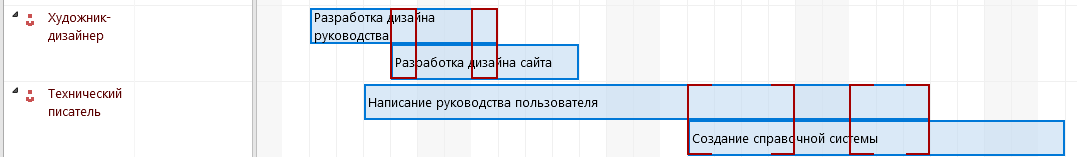 Художник-
дизайнер
Разработка дизайна
руководства
Разработка дизайна сайта
Технический
писатель
Написание руководства пользователя
Создание справочной системы